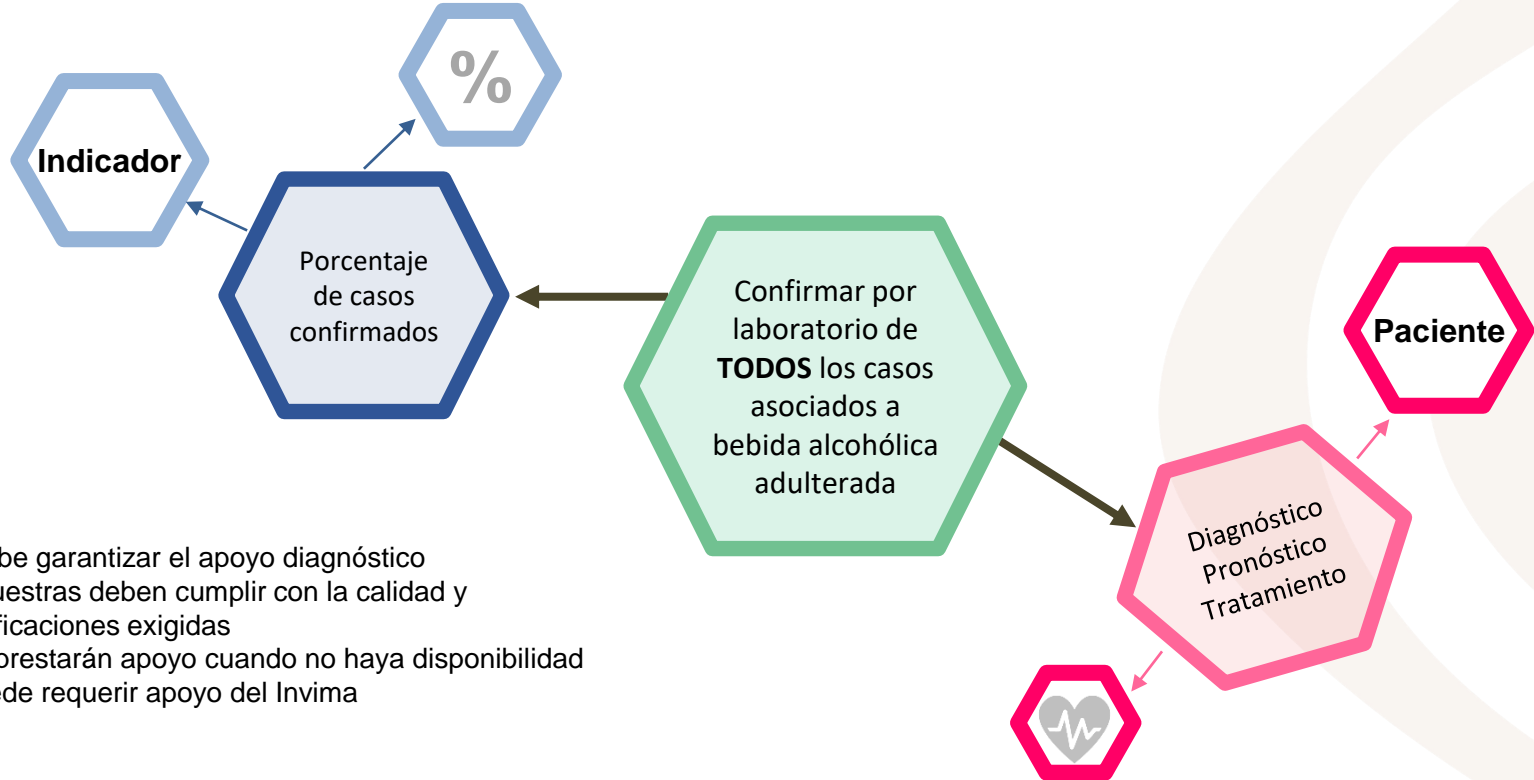 %
Indicador
Porcentaje
de casos
confirmados
Confirmar por
laboratorio de
TODOS los casos
asociados a
bebida alcohólica
adulterada
Paciente
Diagnóstico
Pronóstico
Tratamiento
be garantizar el apoyo diagnóstico
uestras deben cumplir con la calidad y
ficaciones exigidas
prestarán apoyo cuando no haya disponibilidad
ede requerir apoyo del Invima